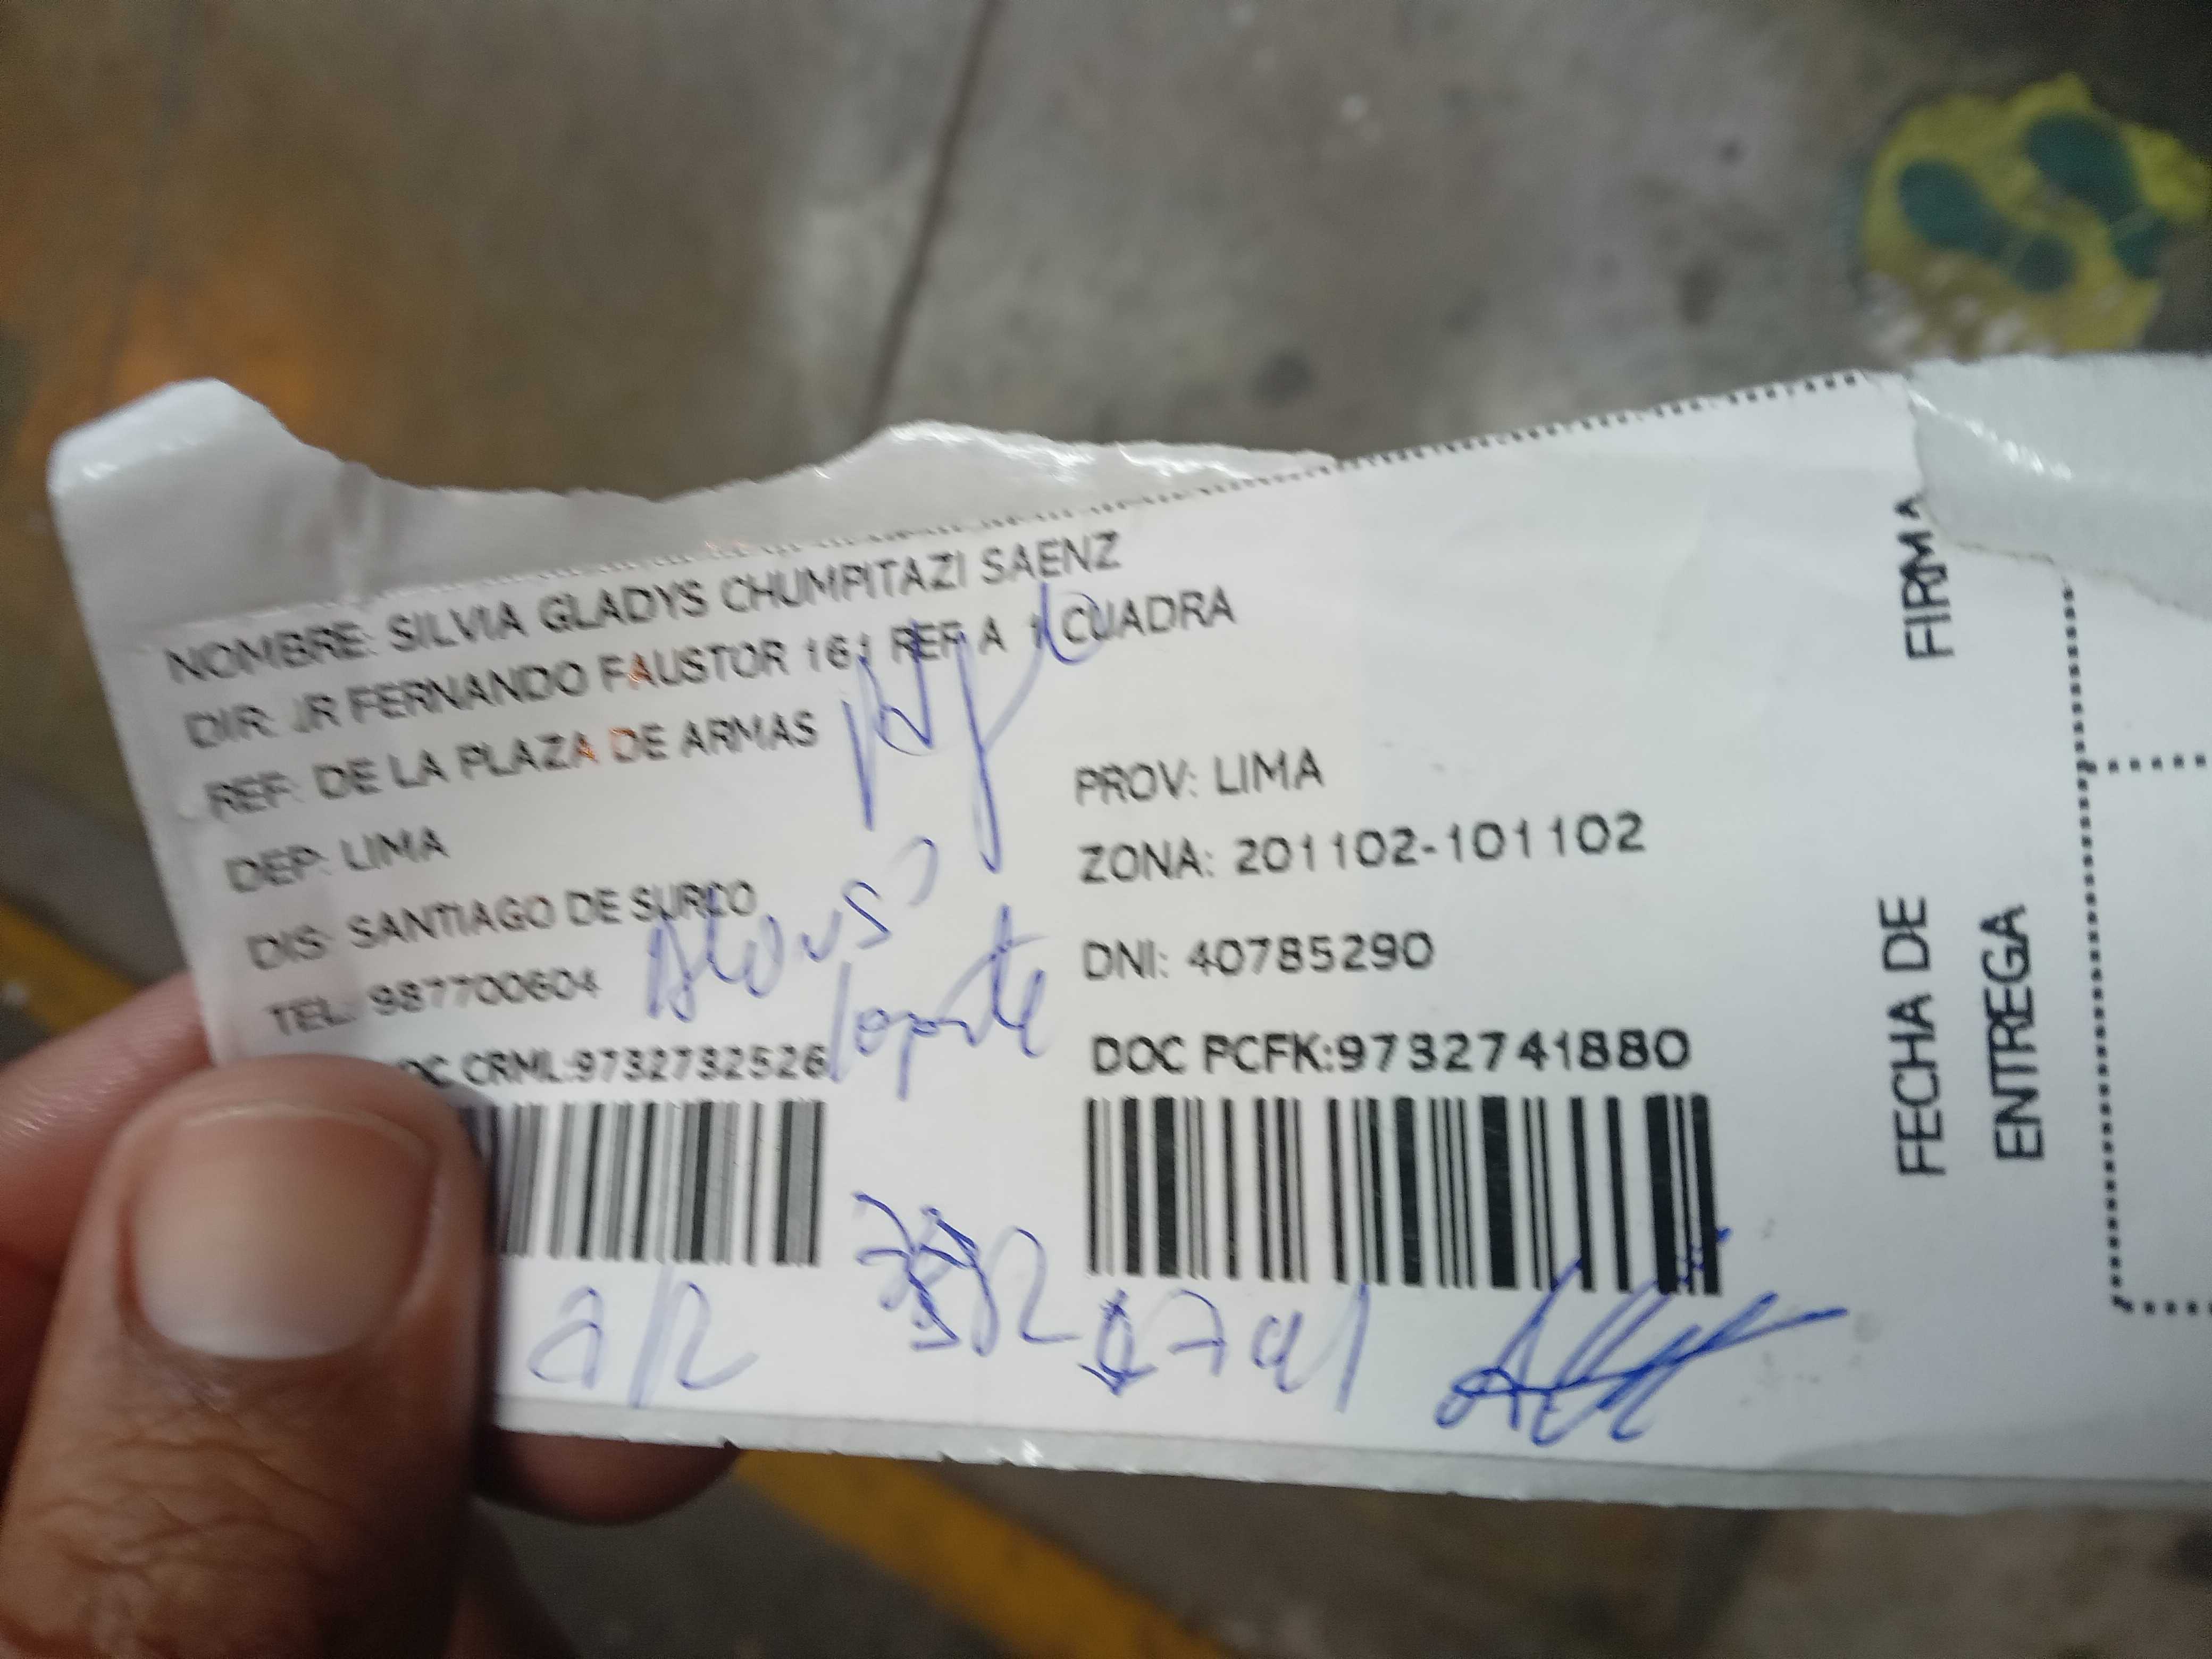 NOMBRE: SILVIA GLADYS CHUMPITAZI SAENZ
DIR: JR FERNANDO FAUSTOR 161 REF A 1 CUADRA
REF: DE LA PLAZA DE ARMAS
DEP: LIMA
PROV: LIMA
ZONA: 201102-101102
DIS: SANTIAGO DE SURCO
DNI: 40785290
TEL: 987700604
OC CRML:9732732526
DOC PCFK:9732741880
FIRMA
FECHA DE
ENTREGA